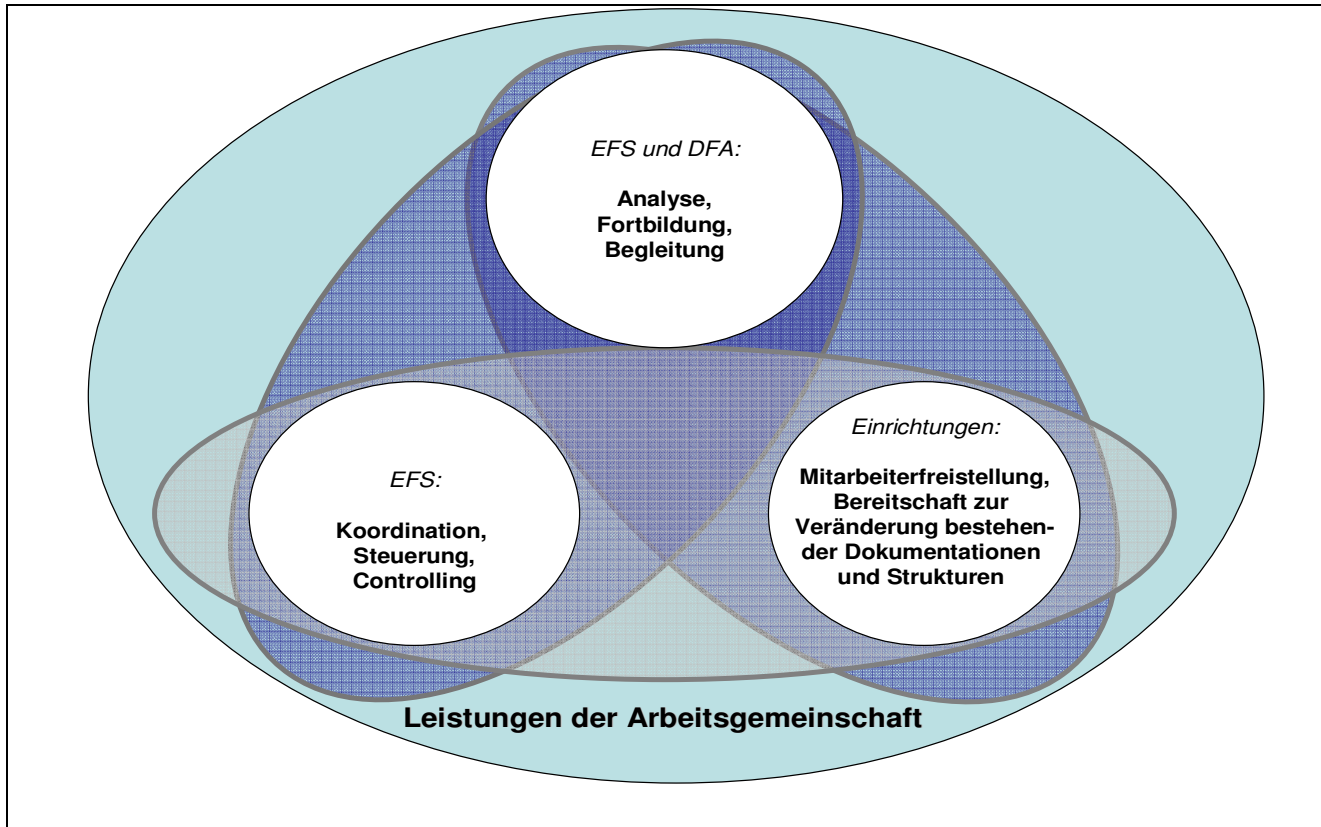 EFS und DFA:
Analyse,
Fortbildung,
Begleitung
EFS:
Koordination,
Steuerung,
Controlling
Einrichtungen:
Mitarbeiterfreistellung,
Bereitschaft zur
Veränderung bestehen-
der Dokumentationen
und Strukturen
Leistungen der Arbeitsgemeinschaft